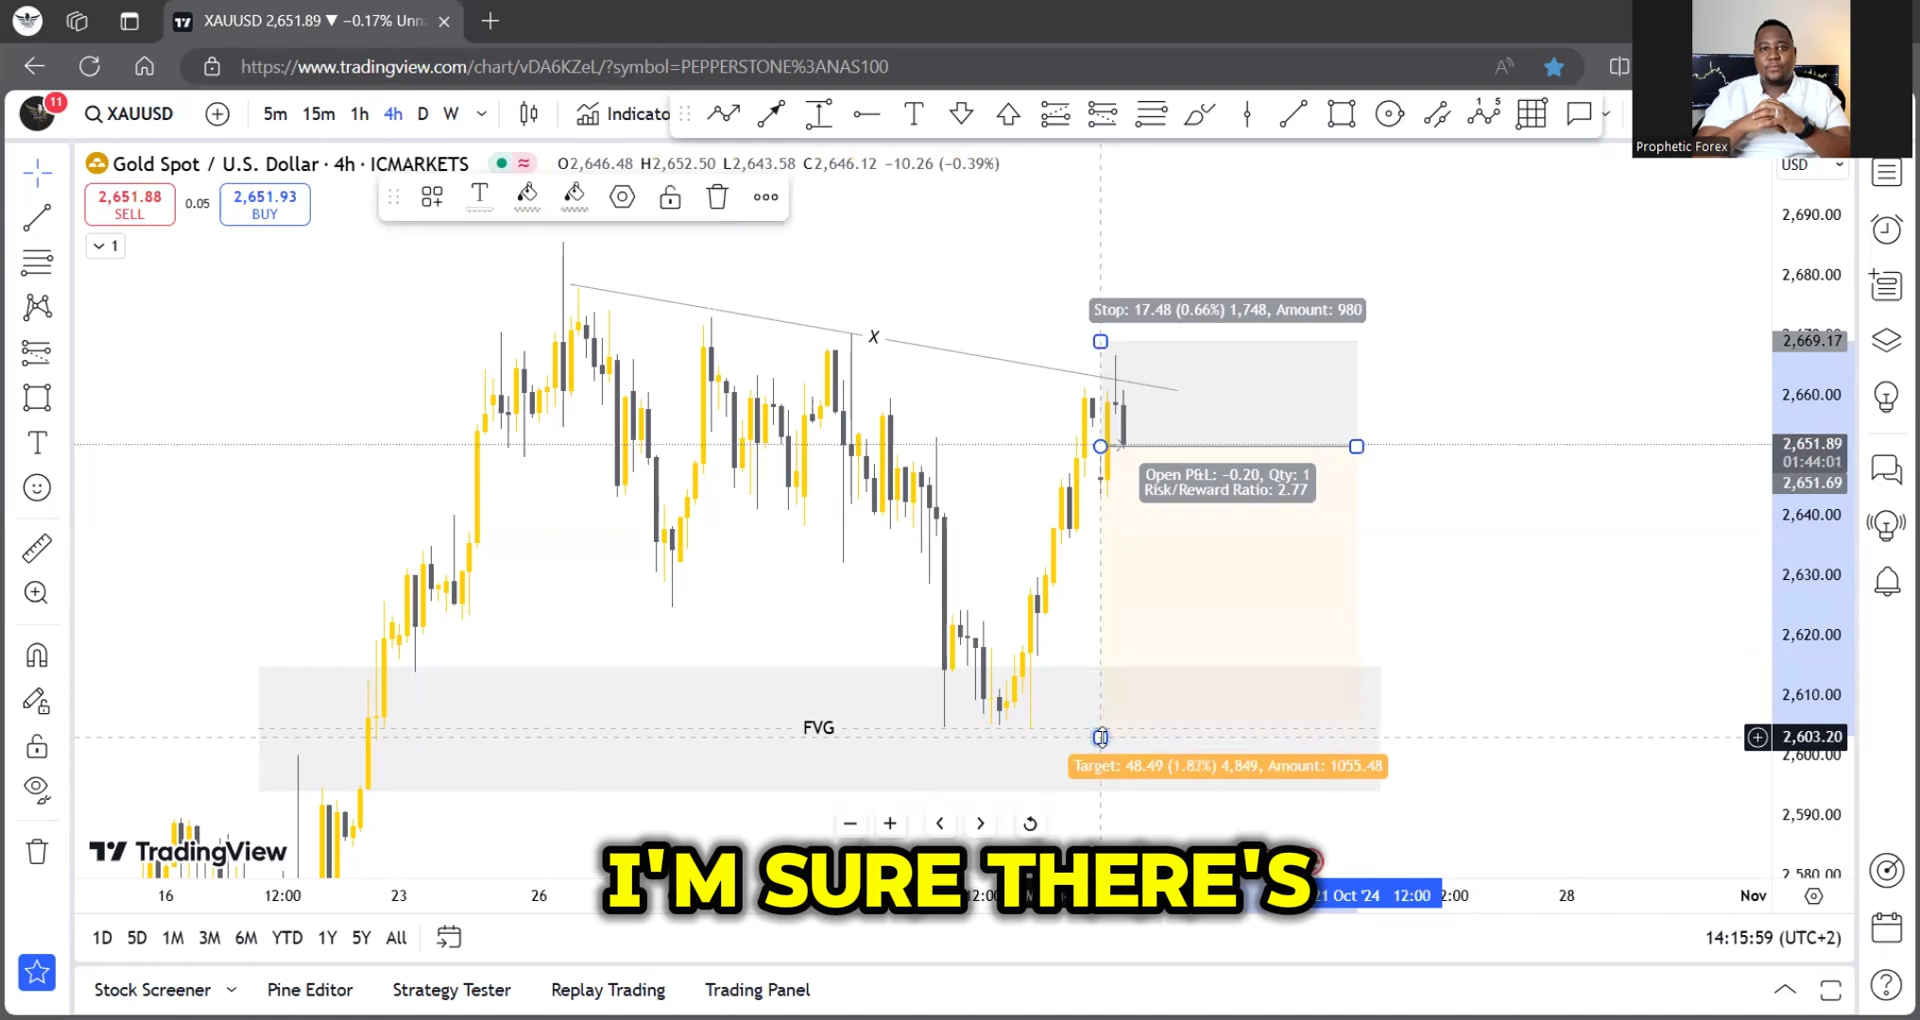 XAUUSD 2,651.89 ▼ −0.17% Unn
https://www.tradingview.com/chart/vDA6KZeL/?symbol=PEPPERSTONE%3ANAS100
Prophetic Forex
11
XAUUSD 5m 15m 1h 4h D W Indicato
Gold Spot / U.S. Dollar · 4h · ICMARKETS O2,646.48 H2,652.50 L2,643.58 C2,646.12 −10.26 (−0.39%)
USD
2,651.88
SELL
0.05
2,651.93
BUY
1
2,690.00
2,680.00
Stop: 17.48 (0.66%) 1,748, Amount: 980
X
2,669.17
2,660.00
2,651.89
01:44:01
2,651.69
Open P&L: −0.20, Qty: 1
Risk/Reward Ratio: 2.77
2,640.00
2,630.00
2,620.00
2,610.00
FVG
2,603.20
2,600.00
Target: 48.49 (1.83%) 4,849, Amount: 1055.48
2,590.00
2,580.00
TradingView
I'M SURE THERE'S
16 12:00 23 26 21 Oct '24 12:00 2:00 28 Nov
1D 5D 1M 3M 6M YTD 1Y 5Y All
14:15:59 (UTC+2)
Stock Screener Pine Editor Strategy Tester Replay Trading Trading Panel